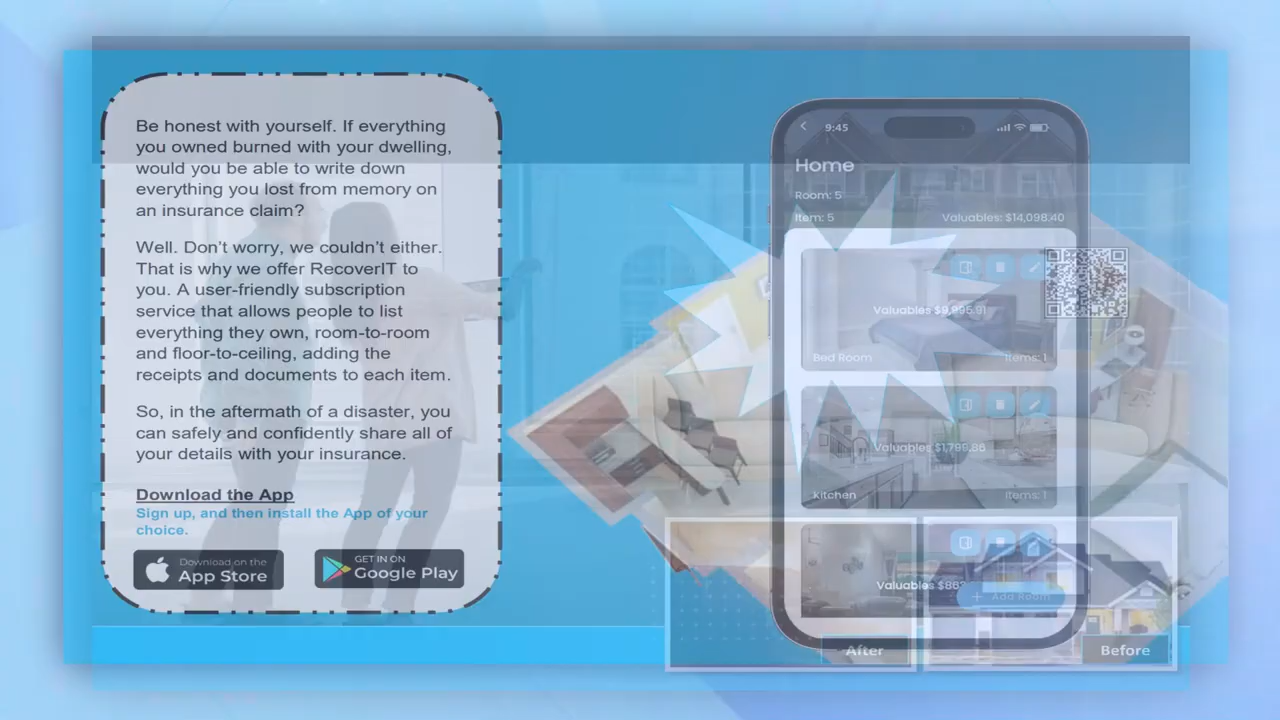 Be honest with yourself. If everything
you owned burned with your dwelling,
would you be able to write down
everything you lost from memory on
an insurance claim?
Well. Don't worry, we couldn't either.
That is why we offer RecoverIT to
you. A user-friendly subscription
service that allows people to list
everything they own, room-to-room
and floor-to-ceiling, adding the
receipts and documents to each item.
So, in the aftermath of a disaster, you
can safely and confidently share all of
your details with your insurance.
Download the App
Sign up, and then install the App of your
choice.
Download on the
App Store
GET IN ON
Google Play
9:45
Home
Room: 5
Item: 5
Valuables: $14,098.40
Valuables $9,995.91
Bed Room
Items: 1
Valuables $1,799.86
kitchen
Items: 1
Valuables
+ Add Room
After
Before